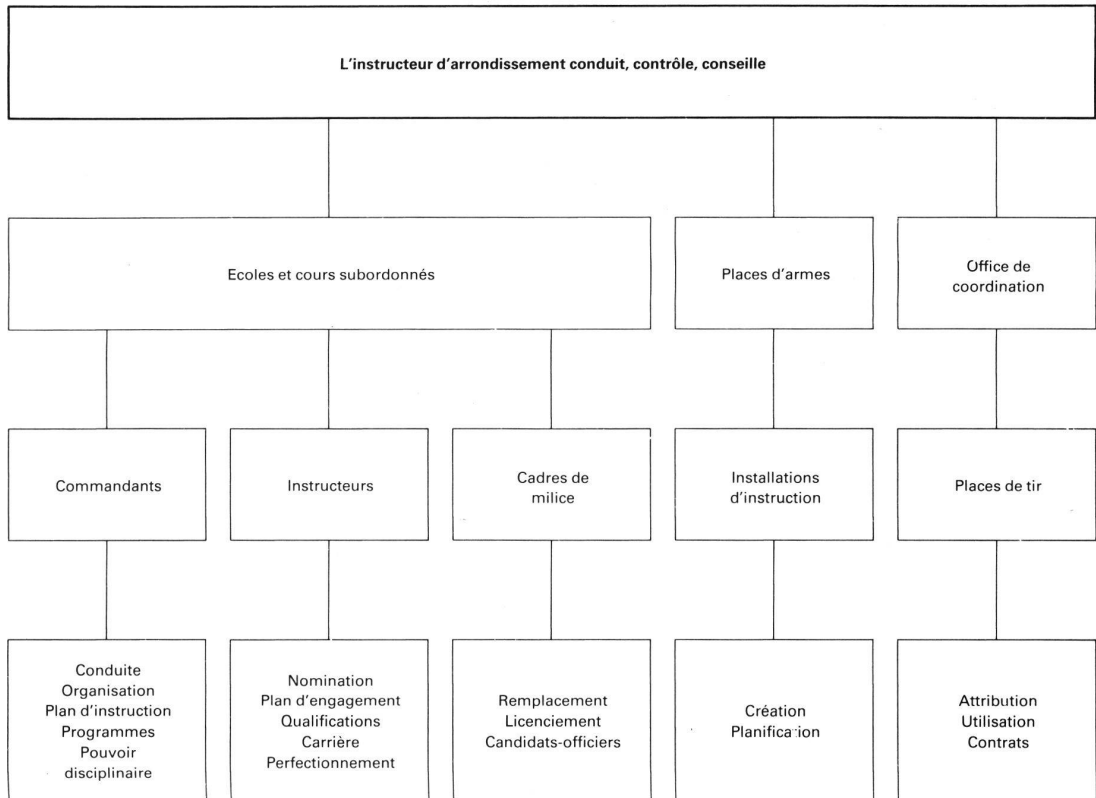 L'instructeur d'arrondissement conduit, contrôle, conseille
Ecoles et cours subordonnés
Places d'armes
Office de
coordination
Commandants
Instructeurs
Cadres de
milice
Installations
d'instruction
Places de tir
Conduite
Organisation
Plan d'instruction
Programmes
Pouvoir
disciplinaire
Nomination
Plan d'engagement
Qualifications
Carrière
Perfectionnement
Remplacement
Licenciement
Candidats-officiers
Création
Planification
Attribution
Utilisation
Contrats